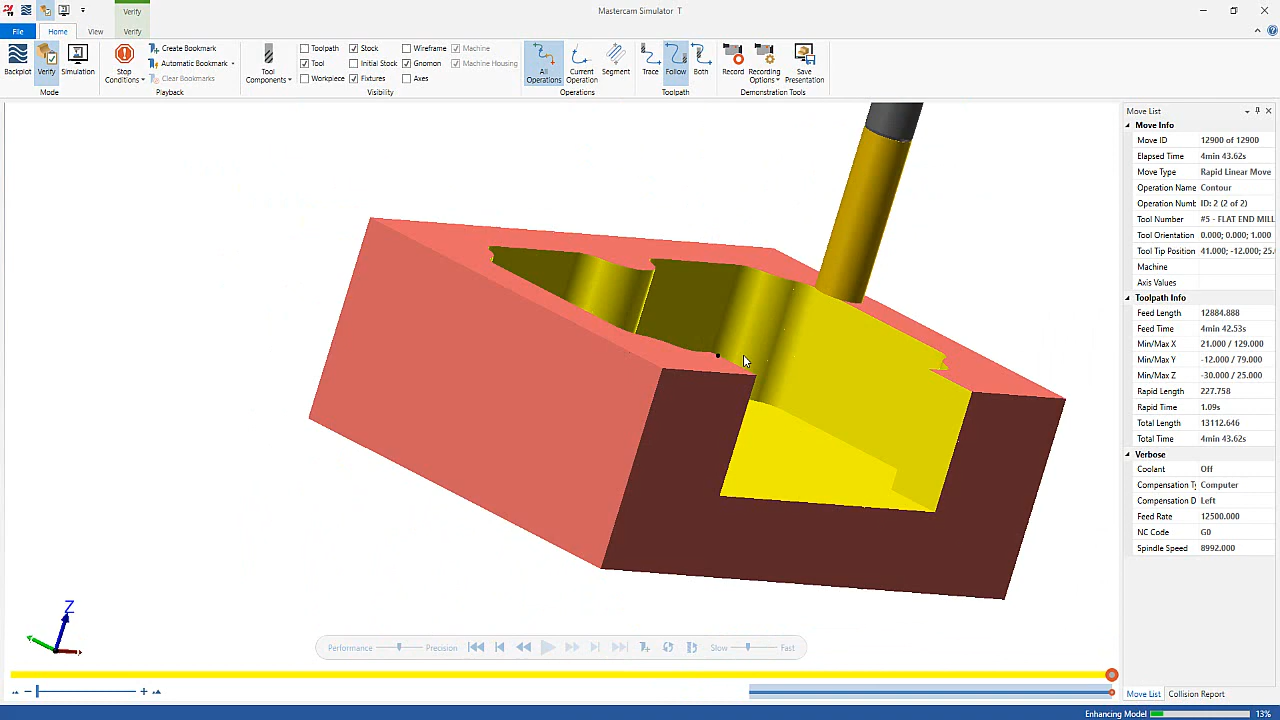 Verify
Mastercam Simulator T
File
Home
View
Verify
Backplot
Verify
Simulation
Mode
Stop
Conditions
Create Bookmark
Automatic Bookmark
Clear Bookmarks
Playback
Tool
Components
Toolpath
Stock
Wireframe
Machine
Tool
Initial Stock
Gnomon
Machine Housing
Workpiece
Fixtures
Axes
Visibility
All
Operations
Current
Operation
Segment
Operations
Trace
Follow
Both
Toolpath
Record
Recording
Options
Save
Presentation
Demonstration Tools
Move List
Move Info
Move ID 12900 of 12900
Elapsed Time 4min 43.62s
Move Type Rapid Linear Move
Operation Name Contour
Operation Numb ID: 2 (2 of 2)
Tool Number #5 - FLAT END MILL
Tool Orientation 0.000; 0.000; 1.000
Tool Tip Position 41.000; -12.000; 25.
Machine
Axis Values
Toolpath Info
Feed Length 12884.888
Feed Time 4min 42.53s
Min/Max X 21.000 / 129.000
Min/Max Y -12.000 / 79.000
Min/Max Z -30.000 / 25.000
Rapid Length 227.758
Rapid Time 1.09s
Total Length 13112.646
Total Time 4min 43.62s
Verbose
Coolant Off
Compensation Ty Computer
Compensation D Left
Feed Rate 12500.000
NC Code G0
Spindle Speed 8992.000
Z
Performance
Precision
Slow
Fast
Move List
Collision Report
Enhancing Model
13%